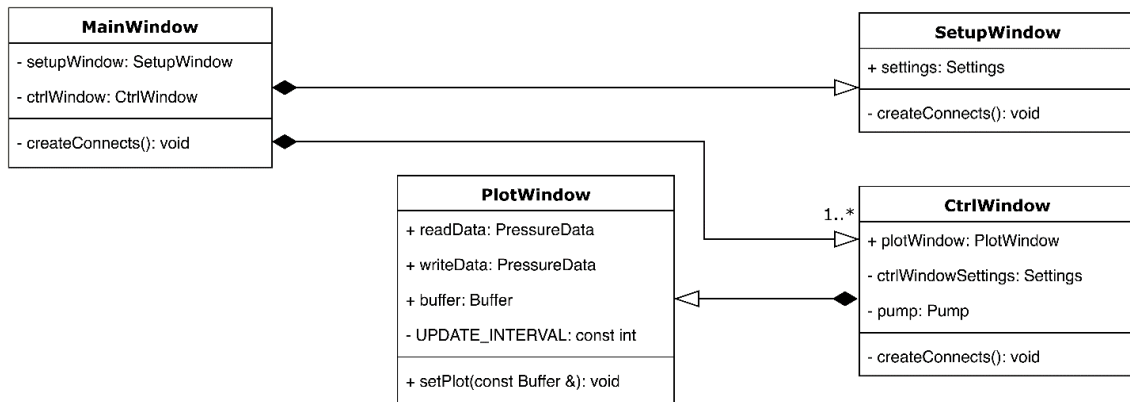 MainWindow
- setupWindow: SetupWindow
- ctrlWindow: CtrlWindow
- createConnects(): void
SetupWindow
+ settings: Settings
- createConnects(): void
PlotWindow
+ readData: PressureData
+ writeData: PressureData
+ buffer: Buffer
- UPDATE_INTERVAL: const int
+ setPlot(const Buffer &): void
1..*
CtrlWindow
+ plotWindow: PlotWindow
- ctrlWindowSettings: Settings
- pump: Pump
- createConnects(): void